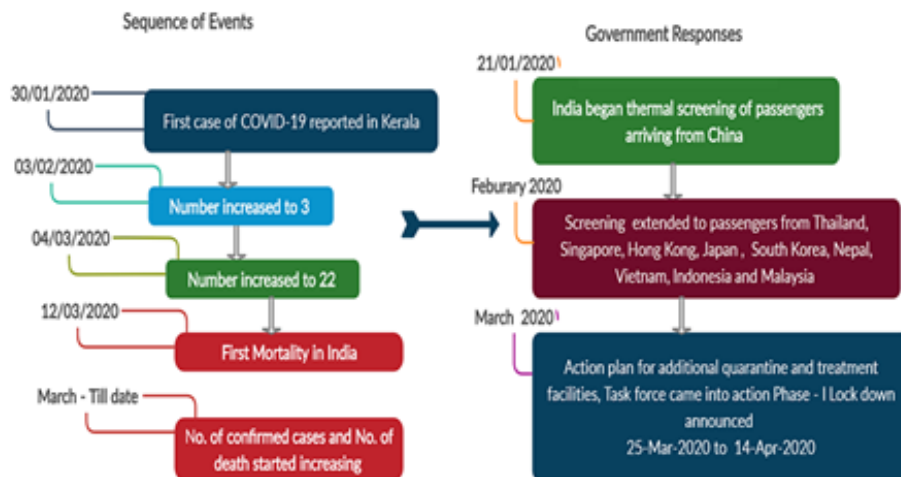 Sequence of Events
30/01/2020
First case of COVID-19 reported in Kerala
03/02/2020
Number increased to 3
04/03/2020
Number increased to 22
12/03/2020
First Mortality in India
March - Till date
No. of confirmed cases and No. of
death started increasing
Government Responses
21/01/2020
India began thermal screening of passengers
arriving from China
Feburary 2020
Screening extended to passengers from Thailand,
Singapore, Hong Kong, Japan , South Korea, Nepal,
Vietnam, Indonesia and Malaysia
March 2020
Action plan for additional quarantine and treatment
facilities, Task force came into action Phase - I Lock down
announced
25-Mar-2020 to 14-Apr-2020